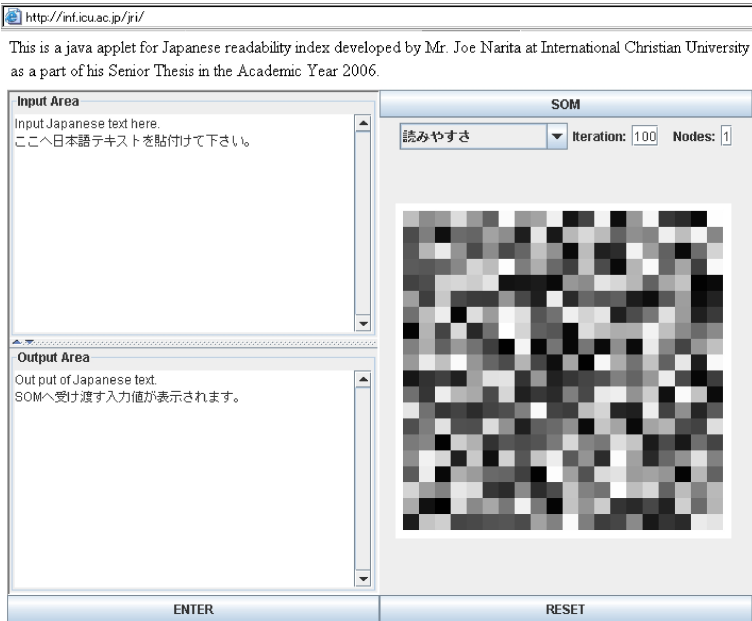 http://inf.icu.ac.jp/jri/
This is a java applet for Japanese readability index developed by Mr. Joe Narita at International Christian University
as a part of his Senior Thesis in the Academic Year 2006.
Input Area
Input Japanese text here.
ここへ日本語テキストを貼付けて下さい。
SOM
読みやすさ Iteration: 100 Nodes: 1
Output Area
Out put of Japanese text.
SOMへ受け渡す入力値が表示されます。
ENTER
RESET